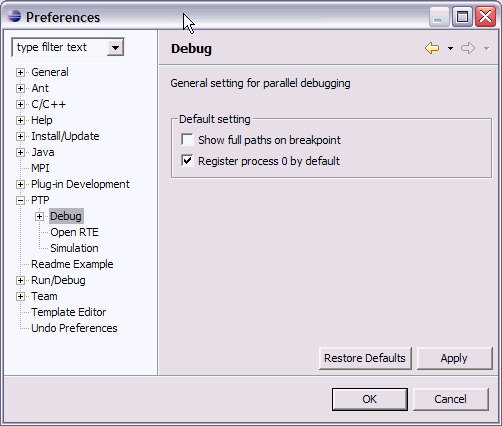 Preferences
type filter text
General
Ant
C/C++
Help
Install/Update
Java
MPI
Plug-in Development
PTP
Debug
Open RTE
Simulation
Readme Example
Run/Debug
Team
Template Editor
Undo Preferences
Debug
General setting for parallel debugging
Default setting
Show full paths on breakpoint
Register process 0 by default
Restore Defaults
Apply
OK
Cancel